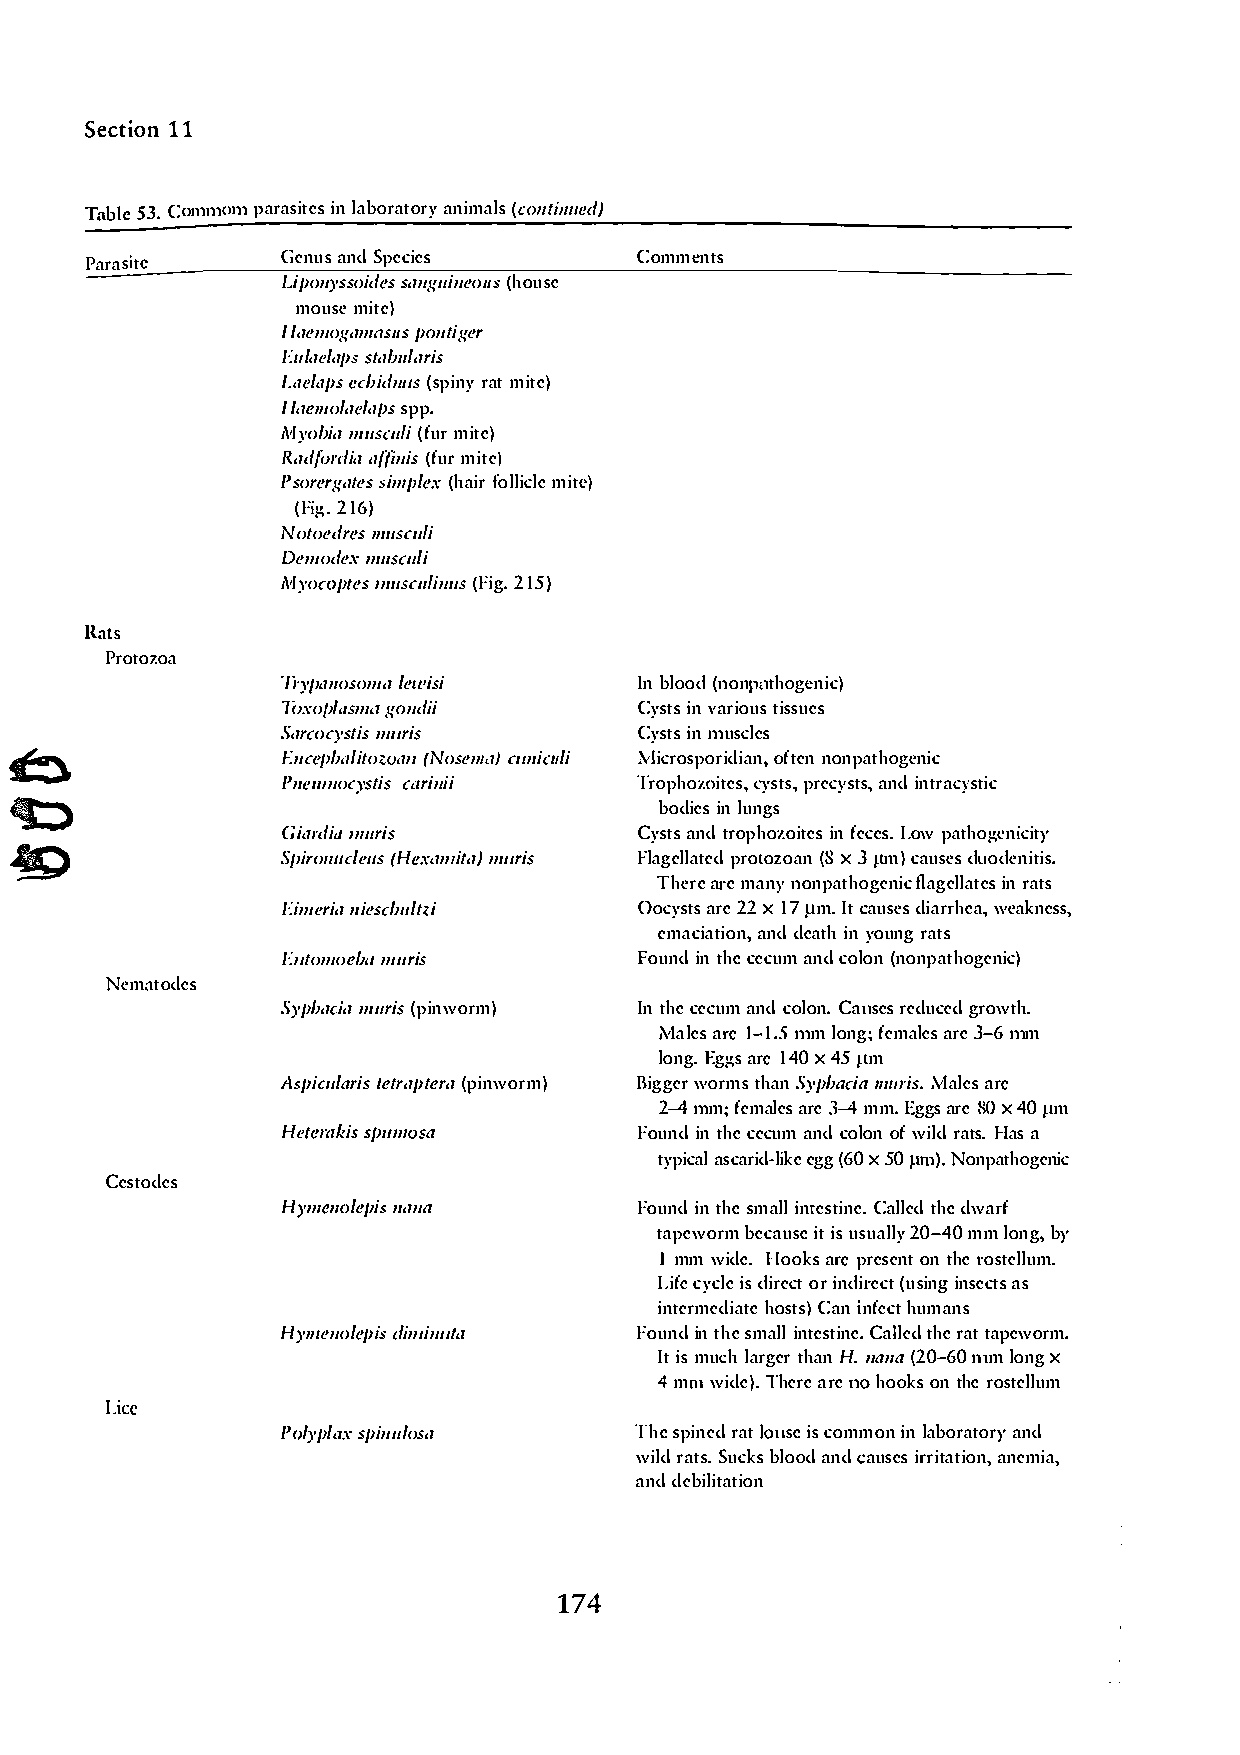 Section 11
Table 53. Commom parasites in laboratory animals (continued)
Parasite Genus and Species Comments
Liponyssoides sanguineous (house
mouse mite)
Haemogamasus pontiger
Eulaelaps stabularis
Laelaps echidnus (spiny rat mite)
Haemolaelaps spp.
Myobia musculi (fur mite)
Radfordia affinis (fur mite)
Psorergates simplex (hair follicle mite)
(Fig. 216)
Notoedres musculi
Demodex musculi
Myocoptes musculinus (Fig. 215)
Rats
Protozoa
Trypanosoma lewisi In blood (nonpathogenic)
Toxoplasma gondii Cysts in various tissues
Sarcocystis muris Cysts in muscles
Encephalitozoan (Nosema) cuniculi Microsporidian, often nonpathogenic
Pneumocystis carinii Trophozoites, cysts, precysts, and intracystic
bodies in lungs
Giardia muris Cysts and trophozoites in feces. Low pathogenicity
Spironucleus (Hexamita) muris Flagellated protozoan (8 × 3 µm) causes duodenitis.
There are many nonpathogenic flagellates in rats
Eimeria nieschultzi Oocysts are 22 × 17 µm. It causes diarrhea, weakness,
emaciation, and death in young rats
Entomoeba muris Found in the cecum and colon (nonpathogenic)
Nematodes
Syphacia muris (pinworm) In the cecum and colon. Causes reduced growth.
Males are 1–1.5 mm long; females are 3–6 mm
long. Eggs are 140 × 45 µm
Aspicularis tetraptera (pinworm) Bigger worms than Syphacia muris. Males are
2–4 mm; females are 3–4 mm. Eggs are 80 × 40 µm
Heterakis spumosa Found in the cecum and colon of wild rats. Has a
typical ascarid-like egg (60 × 50 µm). Nonpathogenic
Cestodes
Hymenolepis nana Found in the small intestine. Called the dwarf
tapeworm because it is usually 20–40 mm long, by
1 mm wide. Hooks are present on the rostellum.
Life cycle is direct or indirect (using insects as
intermediate hosts) Can infect humans
Hymenolepis diminuta Found in the small intestine. Called the rat tapeworm.
It is much larger than H. nana (20–60 mm long ×
4 mm wide). There are no hooks on the rostellum
Lice
Polyplax spinulosa The spined rat louse is common in laboratory and
wild rats. Sucks blood and causes irritation, anemia,
and debilitation
174